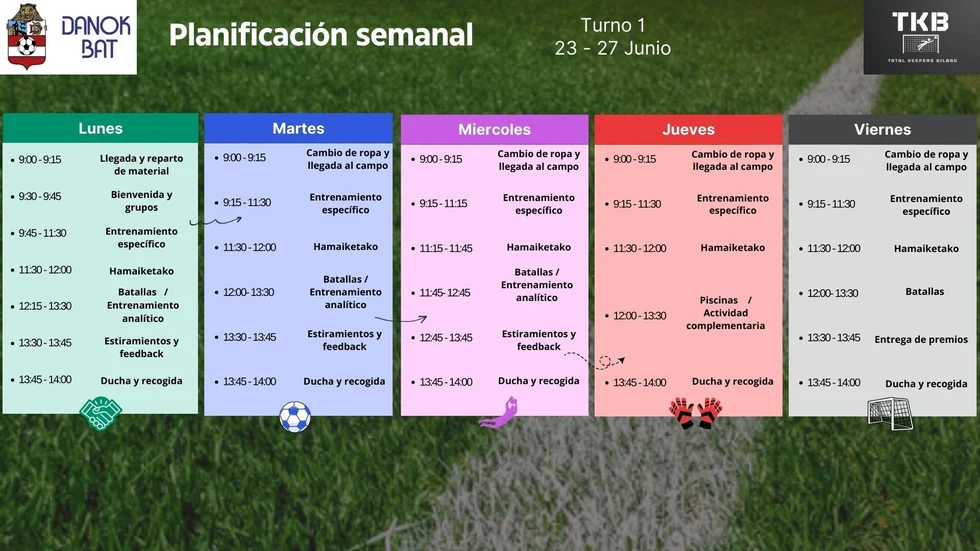 DANOK
BAT
Planificación semanal
Turno 1
23 - 27 Junio
TKB
TOTAL KEEPERS BILBAO
Lunes
• 9:00 - 9:15 Llegada y reparto
de material
• 9:30 - 9:45 Bienvenida y
grupos
• 9:45 - 11:30 Entrenamiento
específico
• 11:30 - 12:00 Hamaiketako
• 12:15 - 13:30 Batallas /
Entrenamiento
analítico
• 13:30 - 13:45 Estiramientos y
feedback
• 13:45 - 14:00 Ducha y recogida
Martes
• 9:00 - 9:15 Cambio de ropa y
llegada al campo
• 9:15 - 11:30 Entrenamiento
específico
• 11:30 - 12:00 Hamaiketako
• 12:00- 13:30 Batallas /
Entrenamiento
analítico
• 13:30 - 13:45 Estiramientos y
feedback
• 13:45 - 14:00 Ducha y recogida
Miercoles
• 9:00 - 9:15 Cambio de ropa y
llegada al campo
• 9:15 - 11:15 Entrenamiento
específico
• 11:15 - 11:45 Hamaiketako
• 11:45- 12:45 Batallas /
Entrenamiento
analítico
• 12:45 - 13:45 Estiramientos y
feedback
• 13:45 - 14:00 Ducha y recogida
Jueves
• 9:00 - 9:15 Cambio de ropa y
llegada al campo
• 9:15 - 11:30 Entrenamiento
específico
• 11:30 - 12:00 Hamaiketako
• 12:00 - 13:30 Piscinas /
Actividad
complementaria
• 13:45 - 14:00 Ducha y recogida
Viernes
• 9:00 - 9:15 Cambio de ropa y
llegada al campo
• 9:15 - 11:30 Entrenamiento
específico
• 11:30 - 12:00 Hamaiketako
• 12:00- 13:30 Batallas
• 13:30 - 13:45 Entrega de premios
• 13:45 - 14:00 Ducha y recogida